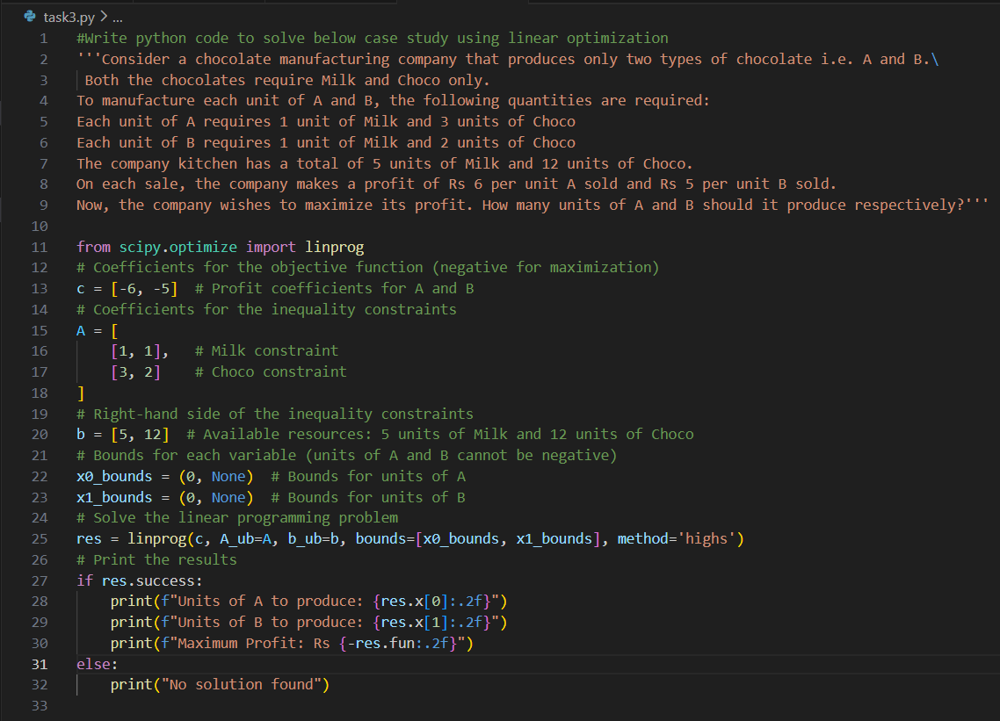 task3.py > ...
1 #Write python code to solve below case study using linear optimization
2 '''Consider a chocolate manufacturing company that produces only two types of chocolate i.e. A and B.\
3  Both the chocolates require Milk and Choco only.
4 To manufacture each unit of A and B, the following quantities are required:
5 Each unit of A requires 1 unit of Milk and 3 units of Choco
6 Each unit of B requires 1 unit of Milk and 2 units of Choco
7 The company kitchen has a total of 5 units of Milk and 12 units of Choco.
8 On each sale, the company makes a profit of Rs 6 per unit A sold and Rs 5 per unit B sold.
9 Now, the company wishes to maximize its profit. How many units of A and B should it produce respectively?'''
10
11 from scipy.optimize import linprog
12 # Coefficients for the objective function (negative for maximization)
13 c = [-6, -5]  # Profit coefficients for A and B
14 # Coefficients for the inequality constraints
15 A = [
16     [1, 1],   # Milk constraint
17     [3, 2]    # Choco constraint
18 ]
19 # Right-hand side of the inequality constraints
20 b = [5, 12]  # Available resources: 5 units of Milk and 12 units of Choco
21 # Bounds for each variable (units of A and B cannot be negative)
22 x0_bounds = (0, None)  # Bounds for units of A
23 x1_bounds = (0, None)  # Bounds for units of B
24 # Solve the linear programming problem
25 res = linprog(c, A_ub=A, b_ub=b, bounds=[x0_bounds, x1_bounds], method='highs')
26 # Print the results
27 if res.success:
28     print(f"Units of A to produce: {res.x[0]:.2f}")
29     print(f"Units of B to produce: {res.x[1]:.2f}")
30     print(f"Maximum Profit: Rs {-res.fun:.2f}")
31 else:
32     print("No solution found")
33